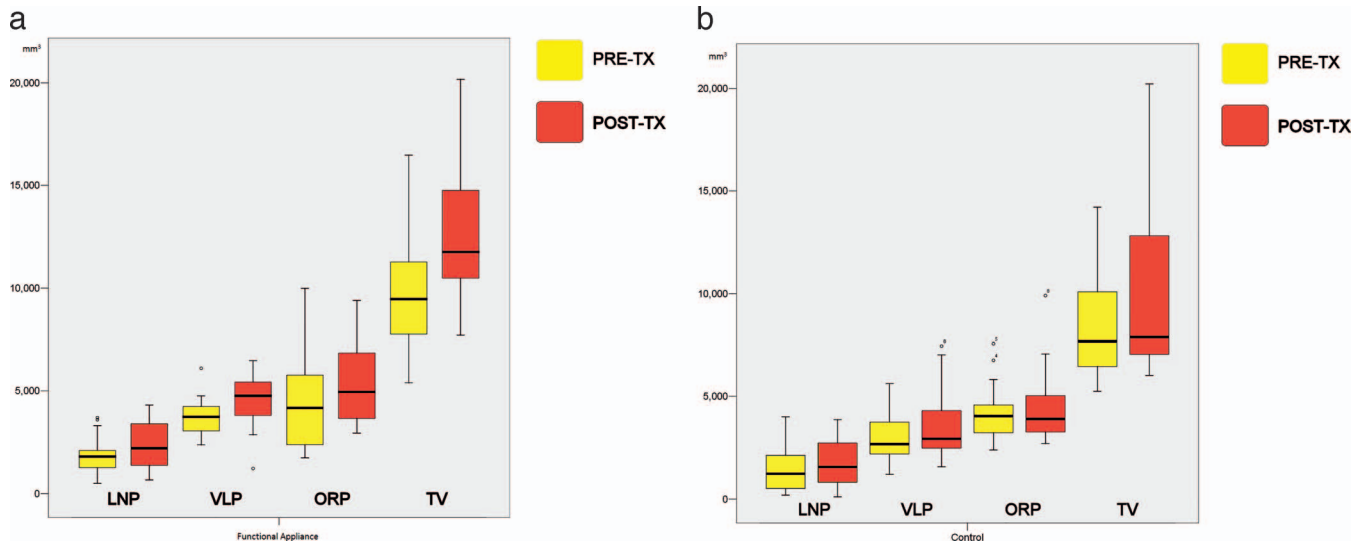 a
mm³
20,000
15,000
10,000
5,000
0
LNP VLP ORP TV
Functional Appliance
PRE-TX
POST-TX
b
mm³
20,000
15,000
10,000
5,000
0
LNP VLP ORP TV
Control
PRE-TX
POST-TX